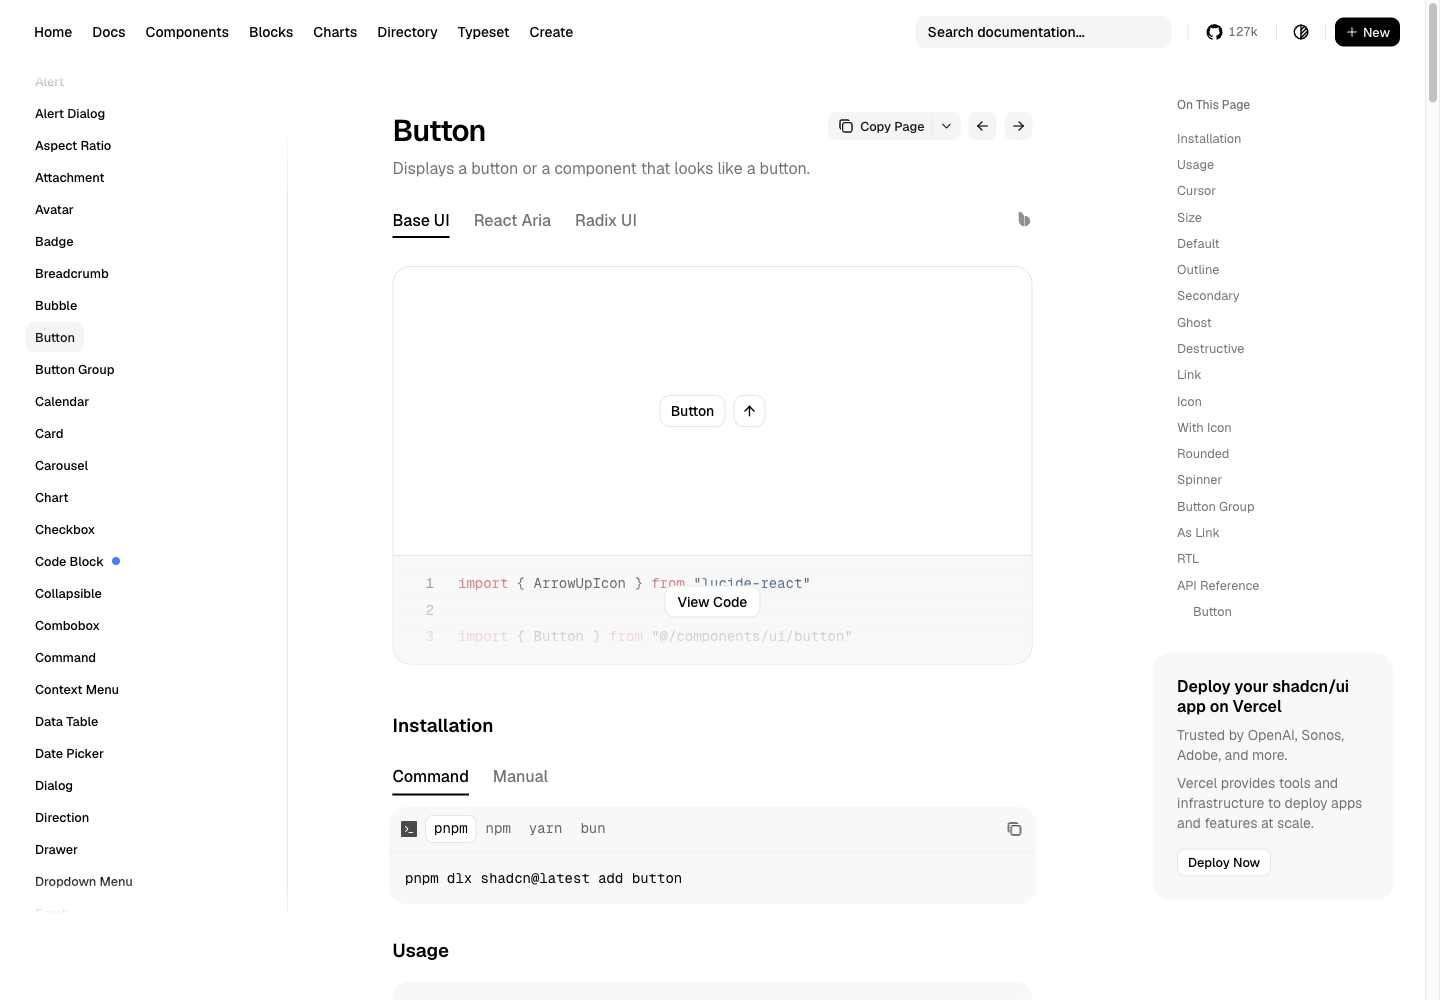 Home Docs Components Blocks Charts Directory Typeset Create
Search documentation...
127k
New
Alert
Alert Dialog
Aspect Ratio
Attachment
Avatar
Badge
Breadcrumb
Bubble
Button
Button Group
Calendar
Card
Carousel
Chart
Checkbox
Code Block
Collapsible
Combobox
Command
Context Menu
Data Table
Date Picker
Dialog
Direction
Drawer
Dropdown Menu
Button
Copy Page
Displays a button or a component that looks like a button.
Base UI React Aria Radix UI
Button
1 import { ArrowUpIcon } from "lucide-react"
View Code
2
3 import { Button } from "@/components/ui/button"
Installation
Command Manual
pnpm npm yarn bun
pnpm dlx shadcn@latest add button
Usage
On This Page
Installation
Usage
Cursor
Size
Default
Outline
Secondary
Ghost
Destructive
Link
Icon
With Icon
Rounded
Spinner
Button Group
As Link
RTL
API Reference
Button
Deploy your shadcn/ui
app on Vercel
Trusted by OpenAI, Sonos,
Adobe, and more.
Vercel provides tools and
infrastructure to deploy apps
and features at scale.
Deploy Now